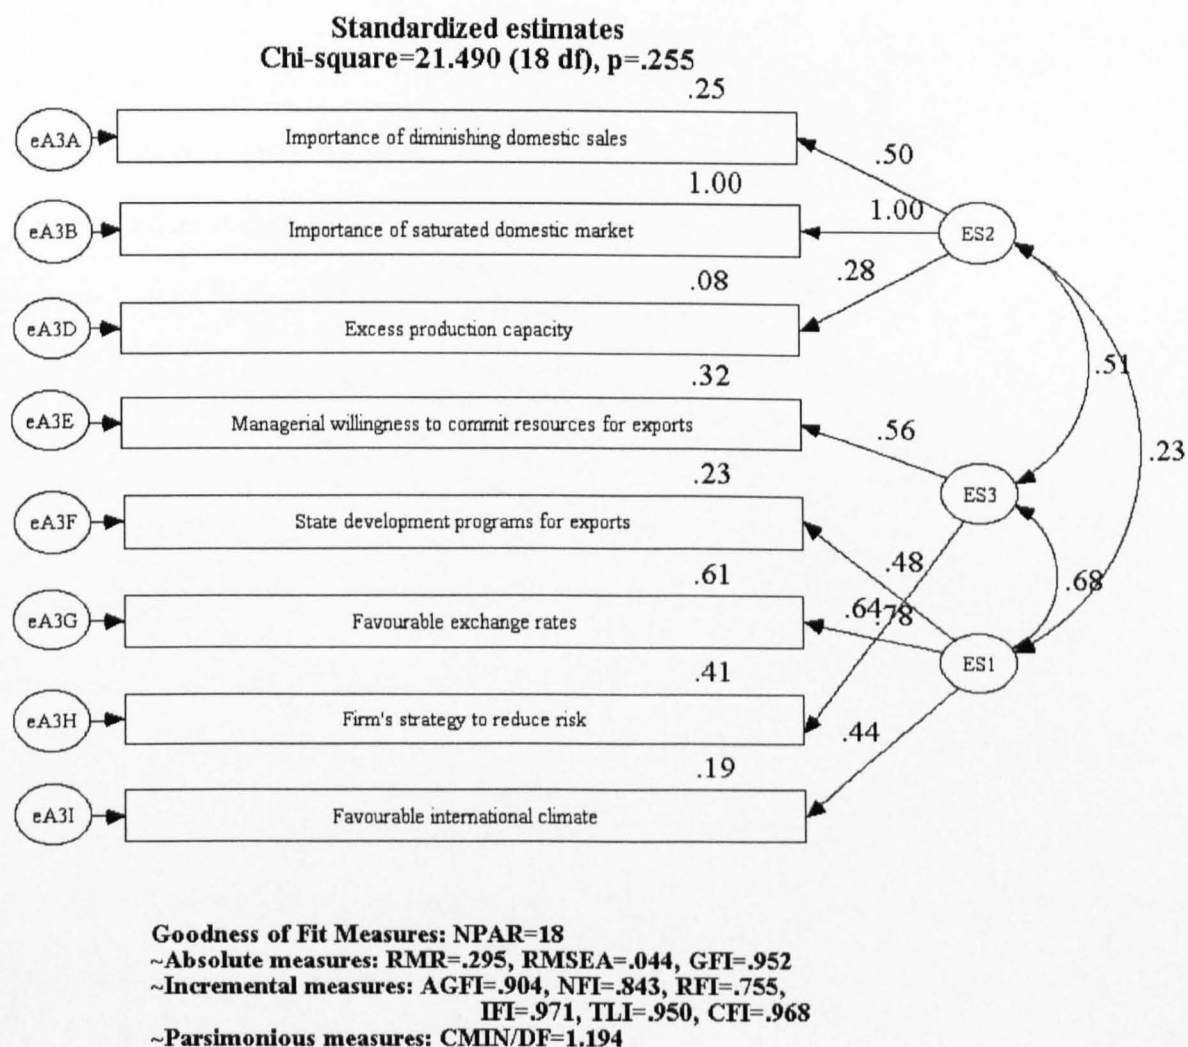 Standardized estimates
Chi-square=21.490 (18 df), p=.255
.25
eA3A Importance of diminishing domestic sales
.50
1.00
1.00
eA3B Importance of saturated domestic market ES2
.28
.08
eA3D Excess production capacity
.51
.32
eA3E Managerial willingness to commit resources for exports
.56
.23
.23
ES3
eA3F State development programs for exports
.48
.61
.68
.64 .78
eA3G Favourable exchange rates
ES1
.41
eA3H Firm's strategy to reduce risk
.44
.19
eA3I Favourable international climate
Goodness of Fit Measures: NPAR=18
~Absolute measures: RMR=.295, RMSEA=.044, GFI=.952
~Incremental measures: AGFI=.904, NFI=.843, RFI=.755,
IFI=.971, TLI=.950, CFI=.968
~Parsimonious measures: CMIN/DF=1.194